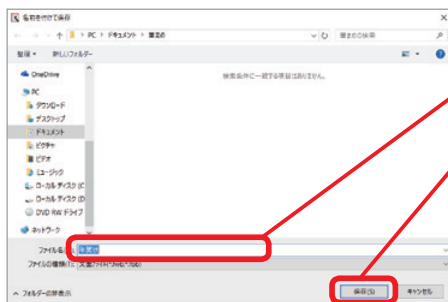 名前を付けて保存
PC > ドキュメント > 筆まめ
筆まめの検索
整理▼ 新しいフォルダー
OneDrive
検索条件に一致する項目はありません。
PC
ダウンロード
デスクトップ
ドキュメント
ピクチャ
ビデオ
ミュージック
ローカル ディスク (C
ローカル ディスク (D
DVD RW ドライブ
ネットワーク
ファイル名(N):
ファイルの種類(T):
フォルダーの非表示
保存(S)
キャンセル